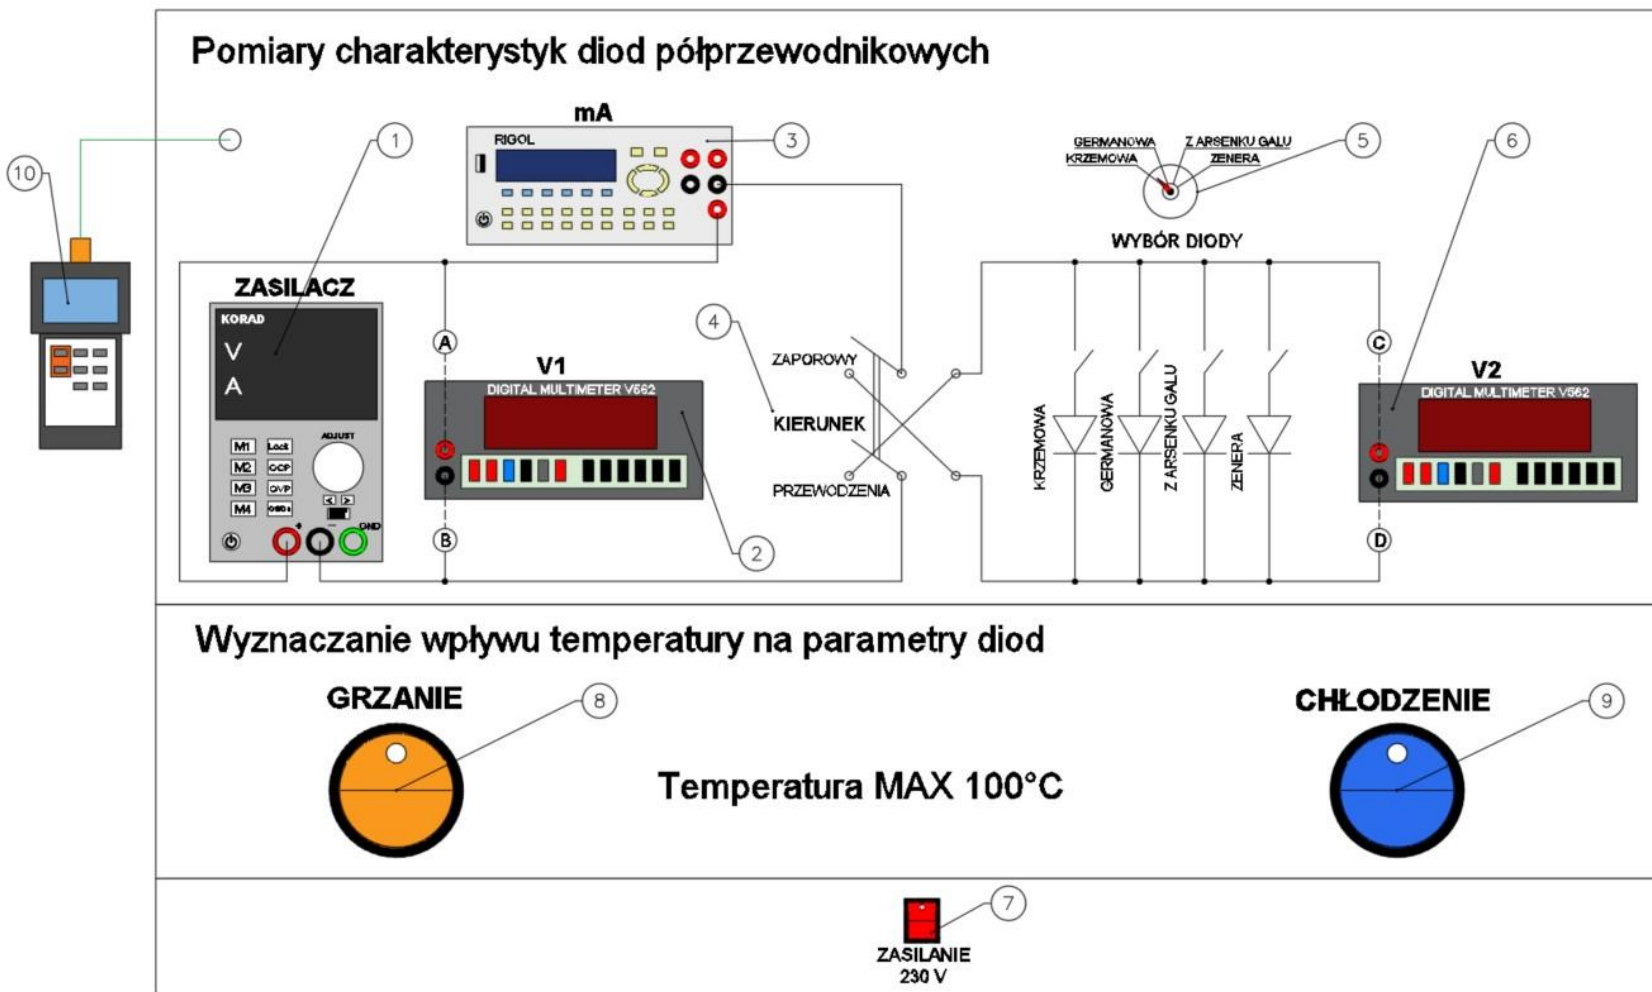 Pomiary charakterystyk diod półprzewodnikowych
mA
RIGOL
3
1
10
GERMANOWA
Z ARSENKU GALU
KRZEMOWA
ZENERA
5
6
WYBÓR DIODY
ZASILACZ
KORAD
V
A
M1
Lock
M2
OCP
M3
OVP
M4
ADJUST
<
>
+
−
GND
A
B
V1
DIGITAL MULTIMETER V562
2
4
ZAPOROWY
KIERUNEK
PRZEWODZENIA
KRZEMOWA
GERMANOWA
Z ARSENKU GALU
ZENERA
C
D
V2
DIGITAL MULTIMETER V562
Wyznaczanie wpływu temperatury na parametry diod
GRZANIE
8
CHŁODZENIE
9
Temperatura MAX 100°C
7
ZASILANIE
230 V